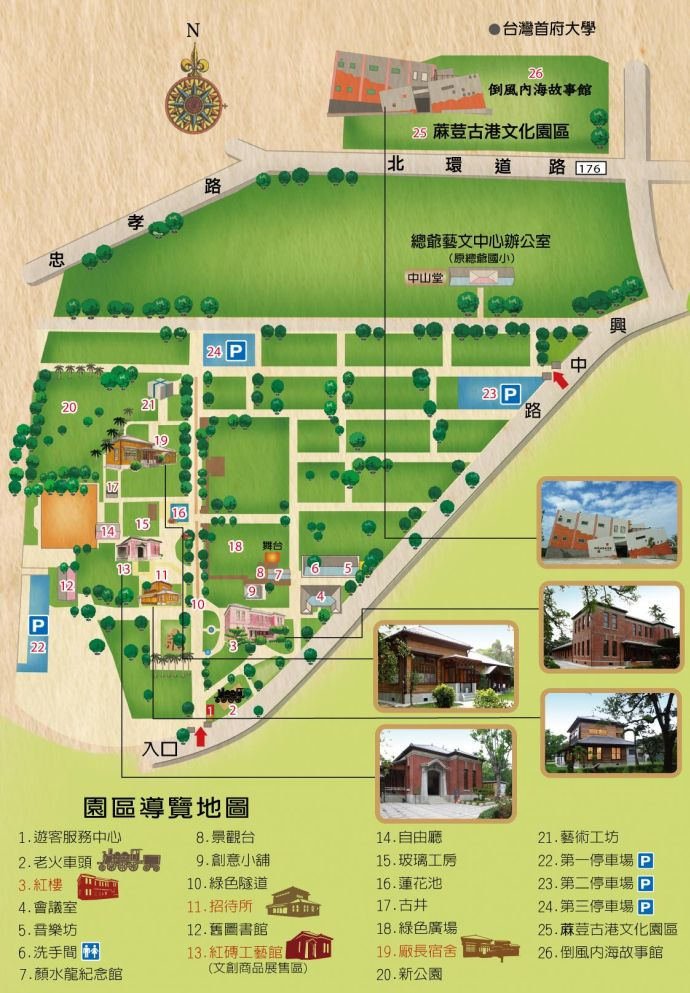 N
●台灣首府大學
26
倒風內海故事館
25 蔴荳古港文化園區
北環道路 176
忠孝路
總爺藝文中心辦公室
(原總爺國小)
中山堂
中興路
24 P
23 P
20
21
19
17
16
15
14
13
12
11
10
18
舞台
8
7
9
6
5
4
3
P
22
1
2
入口
園區導覽地圖
1.遊客服務中心
2.老火車頭
3.紅樓
4.會議室
5.音樂坊
6.洗手間
7.顏水龍紀念館
8.景觀台
9.創意小舖
10.綠色隧道
11.招待所
12.舊圖書館
13.紅磚工藝館
(文創商品展售區)
14.自由廳
15.玻璃工房
16.蓮花池
17.古井
18.綠色廣場
19.廠長宿舍
20.新公園
21.藝術工坊
22.第一停車場 P
23.第二停車場 P
24.第三停車場 P
25.蔴荳古港文化園區
26.倒風內海故事館